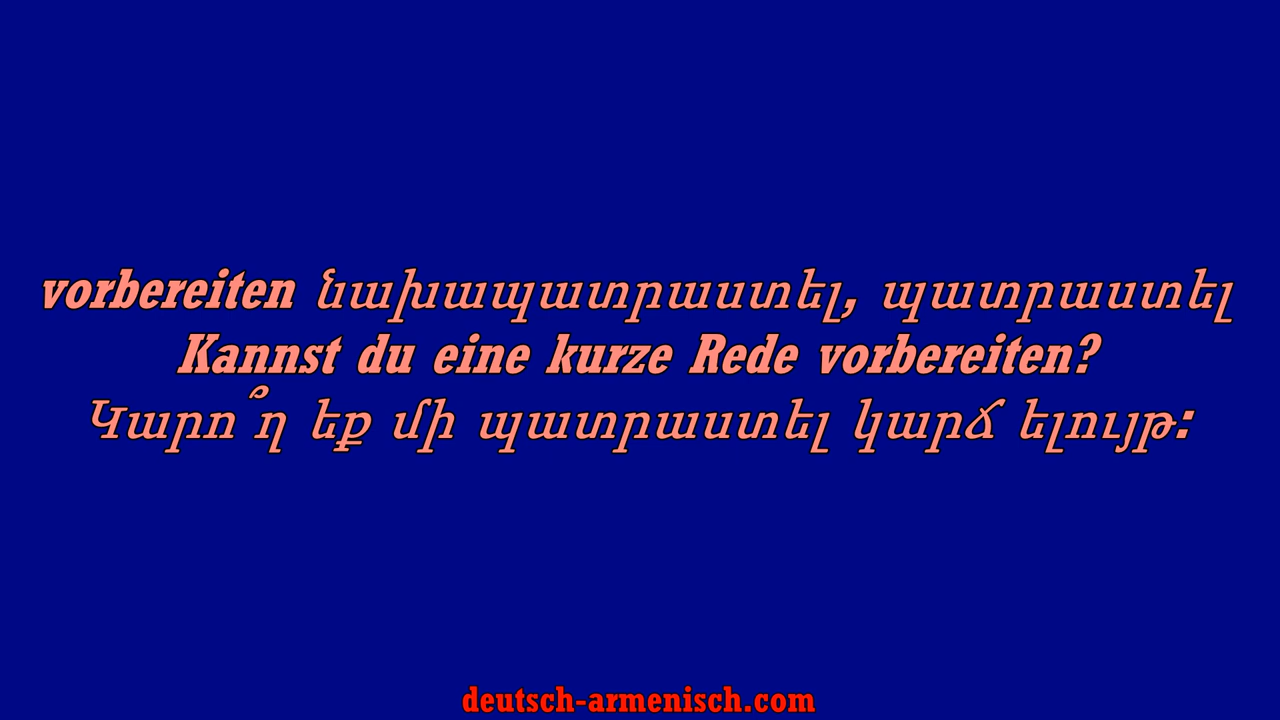 vorbereiten նախապատրաստել, պատրաստել
Kannst du eine kurze Rede vorbereiten?
Կարո՞ղ եք մի պատրաստել կարճ ելույթ:
deutsch-armenisch.com